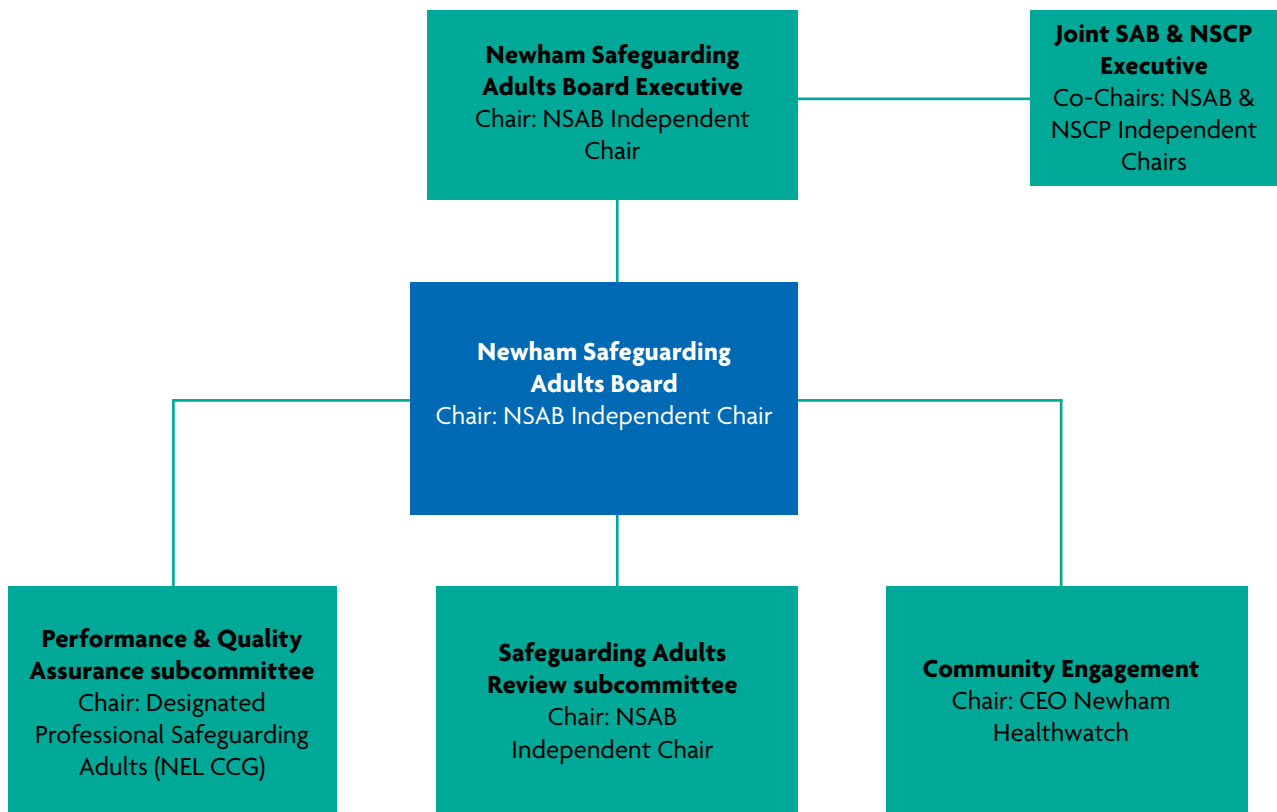 Newham Safeguarding
Adults Board Executive
Chair: NSAB Independent
Chair
Joint SAB & NSCP
Executive
Co-Chairs: NSAB &
NSCP Independent
Chairs
Newham Safeguarding
Adults Board
Chair: NSAB Independent Chair
Performance & Quality
Assurance subcommittee
Chair: Designated
Professional Safeguarding
Adults (NEL CCG)
Safeguarding Adults
Review subcommittee
Chair: NSAB
Independent Chair
Community Engagement
Chair: CEO Newham
Healthwatch